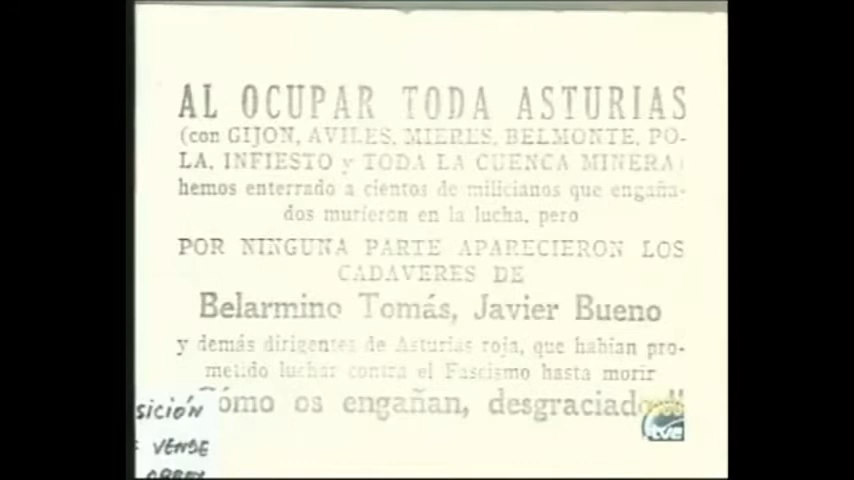 AL OCUPAR TODA ASTURIAS
(con GIJON, AVILES, MIERES, BELMONTE, PO-
LA, INFIESTO y TODA LA CUENCA MINERA)
hemos enterrado a cientos de milicianos que engaña-
dos murieron en la lucha, pero
POR NINGUNA PARTE APARECIERON LOS
CADAVERES DE
Belarmino Tomás, Javier Bueno
y demás dirigentes de Asturias roja, que habian pro-
metido luchar contra el Fascismo hasta morir
¡Cómo os engañan, desgraciados!!
SICIÓN
VENDE
tve